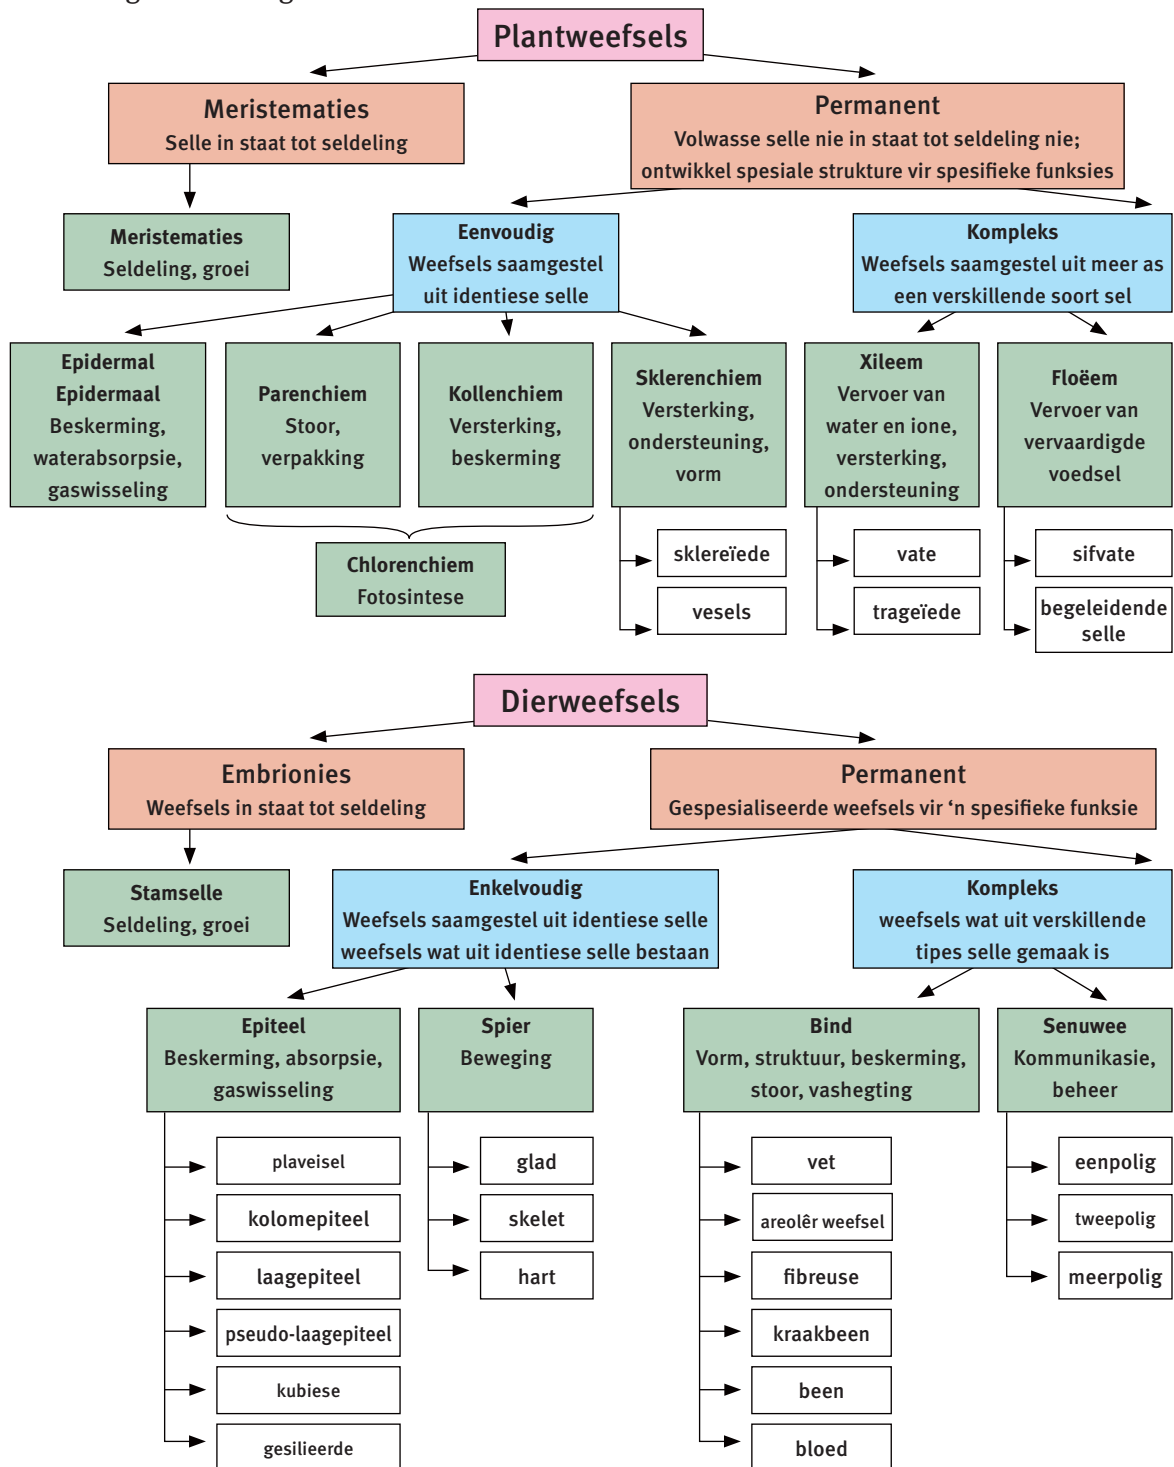 Plantweefsels
Meristematies
Selle in staat tot seldeling
Permanent
Volwasse selle nie in staat tot seldeling nie;
ontwikkel spesiale strukture vir spesifieke funksies
Meristematies
Seldeling, groei
Eenvoudig
Weefsels saamgestel
uit identiese selle
Kompleks
Weefsels saamgestel uit meer as
een verskillende soort sel
Epidermal
Epidermaal
Beskerming,
waterabsorpsie,
gaswisseling
Parenchiem
Stoor,
verpakking
Kollenchiem
Versterking,
beskerming
Sklerenchiem
Versterking,
ondersteuning,
vorm
Xileem
Vervoer van
water en ione,
versterking,
ondersteuning
Floëem
Vervoer van
vervaardigde
voedsel
Chlorenchiem
Fotosintese
sklereïede
vesels
vate
trageïede
sifvate
begeleidende
selle
Dierweefsels
Embrionies
Weefsels in staat tot seldeling
Permanent
Gespesialiseerde weefsels vir ‘n spesifieke funksie
Stamselle
Seldeling, groei
Enkelvoudig
Weefsels saamgestel uit identiese selle
weefsels wat uit identiese selle bestaan
Kompleks
weefsels wat uit verskillende
tipes selle gemaak is
Epiteel
Beskerming, absorpsie,
gaswisseling
Spier
Beweging
Bind
Vorm, struktuur, beskerming,
stoor, vashegting
Senuwee
Kommunikasie,
beheer
plaveisel
kolomepiteel
laagepiteel
pseudo-laagepiteel
kubiese
gesilieerde
glad
skelet
hart
vet
areolêr weefsel
fibreuse
kraakbeen
been
bloed
eenpolig
tweepolig
meerpolig